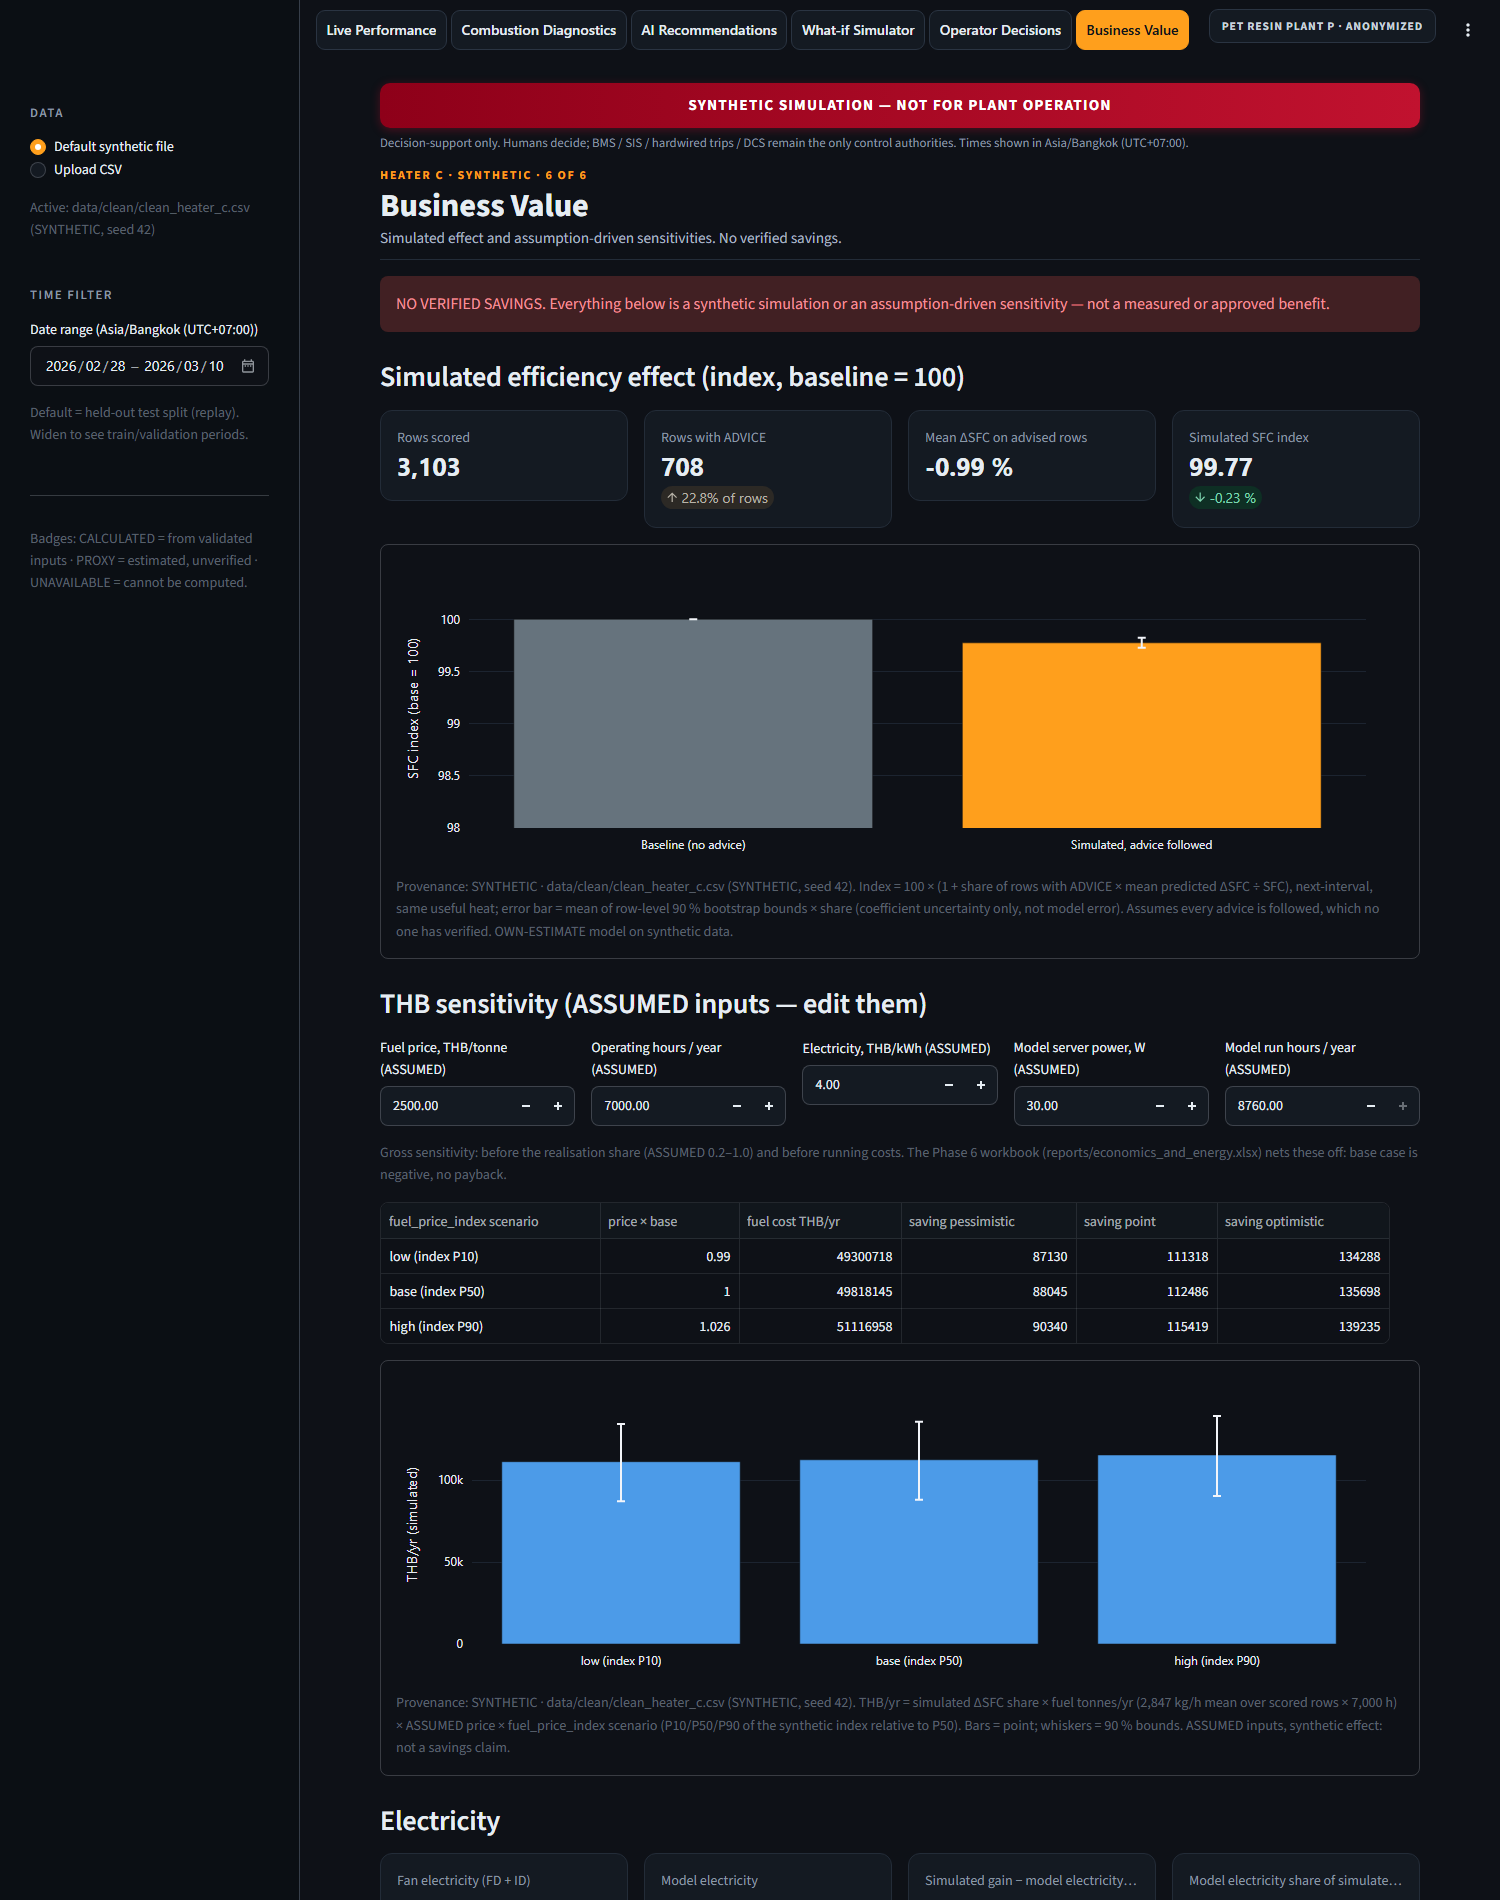 Live Performance
Combustion Diagnostics
AI Recommendations
What-if Simulator
Operator Decisions
Business Value
PET RESIN PLANT P · ANONYMIZED
DATA
Default synthetic file
Upload CSV
Active: data/clean/clean_heater_c.csv
(SYNTHETIC, seed 42)
TIME FILTER
Date range (Asia/Bangkok (UTC+07:00))
2026/02/28 – 2026/03/10
Default = held-out test split (replay).
Widen to see train/validation periods.
Badges: CALCULATED = from validated
inputs · PROXY = estimated, unverified ·
UNAVAILABLE = cannot be computed.
SYNTHETIC SIMULATION — NOT FOR PLANT OPERATION
Decision-support only. Humans decide; BMS / SIS / hardwired trips / DCS remain the only control authorities. Times shown in Asia/Bangkok (UTC+07:00).
HEATER C · SYNTHETIC · 6 OF 6
Business Value
Simulated effect and assumption-driven sensitivities. No verified savings.
NO VERIFIED SAVINGS. Everything below is a synthetic simulation or an assumption-driven sensitivity — not a measured or approved benefit.
Simulated efficiency effect (index, baseline = 100)
Rows scored
3,103
Rows with ADVICE
708
↑ 22.8% of rows
Mean ΔSFC on advised rows
-0.99 %
Simulated SFC index
99.77
↓ -0.23 %
SFC index (base = 100)
100
99.5
99
98.5
98
Baseline (no advice)
Simulated, advice followed
Provenance: SYNTHETIC · data/clean/clean_heater_c.csv (SYNTHETIC, seed 42). Index = 100 × (1 + share of rows with ADVICE × mean predicted ΔSFC ÷ SFC), next-interval,
same useful heat; error bar = mean of row-level 90 % bootstrap bounds × share (coefficient uncertainty only, not model error). Assumes every advice is followed, which no
one has verified. OWN-ESTIMATE model on synthetic data.
THB sensitivity (ASSUMED inputs — edit them)
Fuel price, THB/tonne
(ASSUMED)
2500.00
Operating hours / year
(ASSUMED)
7000.00
Electricity, THB/kWh (ASSUMED)
4.00
Model server power, W
(ASSUMED)
30.00
Model run hours / year
(ASSUMED)
8760.00
Gross sensitivity: before the realisation share (ASSUMED 0.2–1.0) and before running costs. The Phase 6 workbook (reports/economics_and_energy.xlsx) nets these off: base case is
negative, no payback.
fuel_price_index scenario price × base fuel cost THB/yr saving pessimistic saving point saving optimistic
low (index P10) 0.99 49300718 87130 111318 134288
base (index P50) 1 49818145 88045 112486 135698
high (index P90) 1.026 51116958 90340 115419 139235
THB/yr (simulated)
100k
50k
0
low (index P10)
base (index P50)
high (index P90)
Provenance: SYNTHETIC · data/clean/clean_heater_c.csv (SYNTHETIC, seed 42). THB/yr = simulated ΔSFC share × fuel tonnes/yr (2,847 kg/h mean over scored rows × 7,000 h)
× ASSUMED price × fuel_price_index scenario (P10/P50/P90 of the synthetic index relative to P50). Bars = point; whiskers = 90 % bounds. ASSUMED inputs, synthetic effect:
not a savings claim.
Electricity
Fan electricity (FD + ID)
Model electricity
Simulated gain − model electricity…
Model electricity share of simulate…